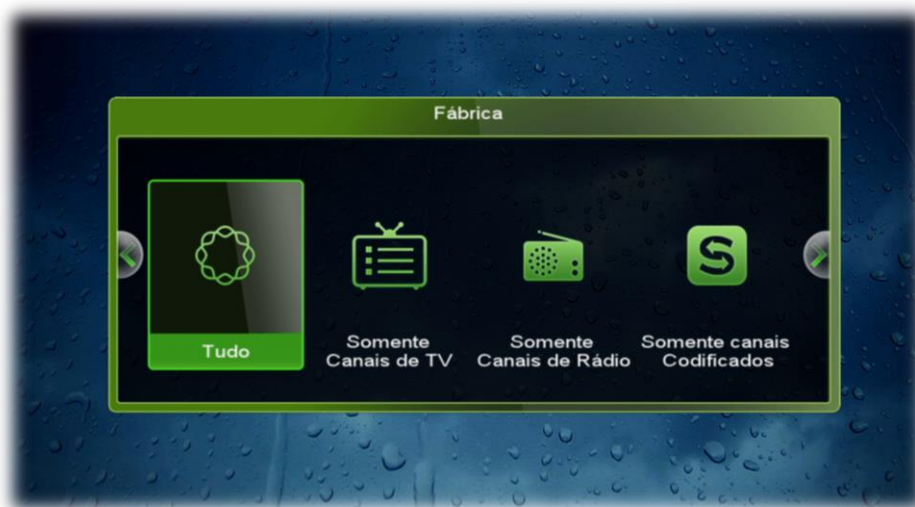 Fábrica
Tudo
Somente
Canais de TV
Somente
Canais de Rádio
Somente canais
Codificados